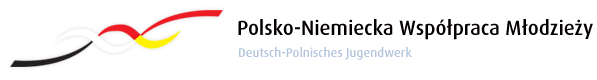 Polsko-Niemiecka Współpraca Młodzieży
Deutsch-Polnisches Jugendwerk